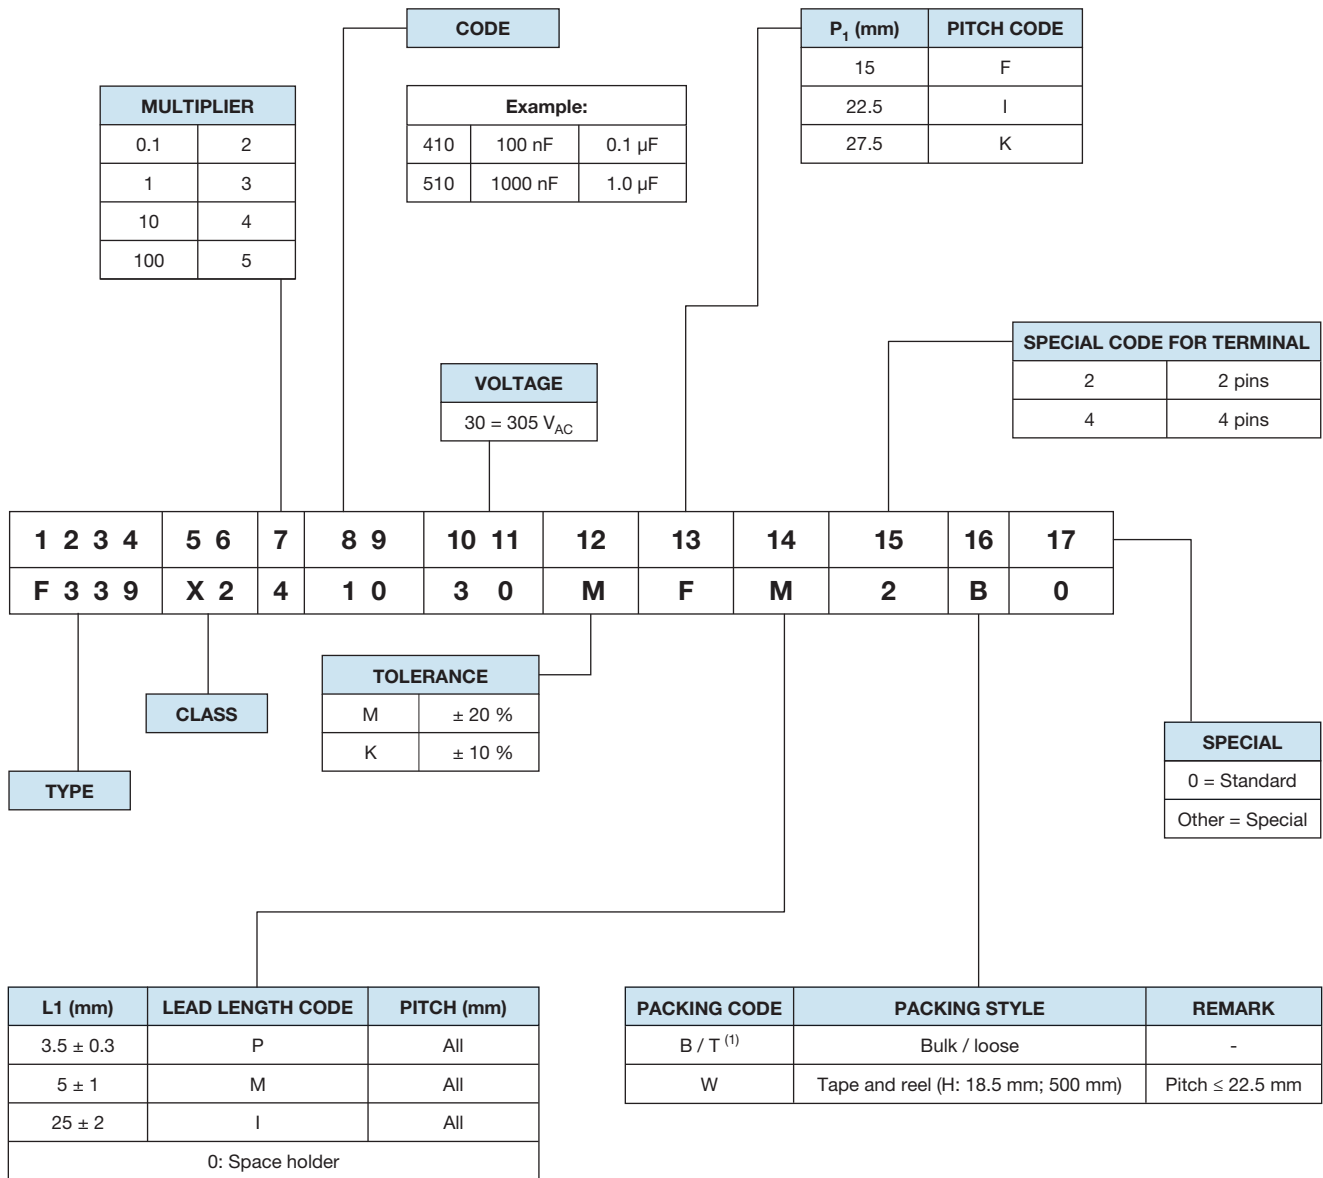 CODE
P1 (mm) PITCH CODE
15 F
22.5 I
27.5 K
MULTIPLIER
0.1 2
1 3
10 4
100 5
Example:
410 100 nF 0.1 µF
510 1000 nF 1.0 µF
SPECIAL CODE FOR TERMINAL
2 2 pins
4 4 pins
VOLTAGE
30 = 305 VAC
1 2 3 4 5 6 7 8 9 10 11 12 13 14 15 16 17
F 3 3 9 X 2 4 1 0 3 0 M F M 2 B 0
TOLERANCE
M ± 20 %
K ± 10 %
CLASS
TYPE
SPECIAL
0 = Standard
Other = Special
L1 (mm) LEAD LENGTH CODE PITCH (mm)
3.5 ± 0.3 P All
5 ± 1 M All
25 ± 2 I All
0: Space holder
PACKING CODE PACKING STYLE REMARK
B / T (1) Bulk / loose -
W Tape and reel (H: 18.5 mm; 500 mm) Pitch ≤ 22.5 mm